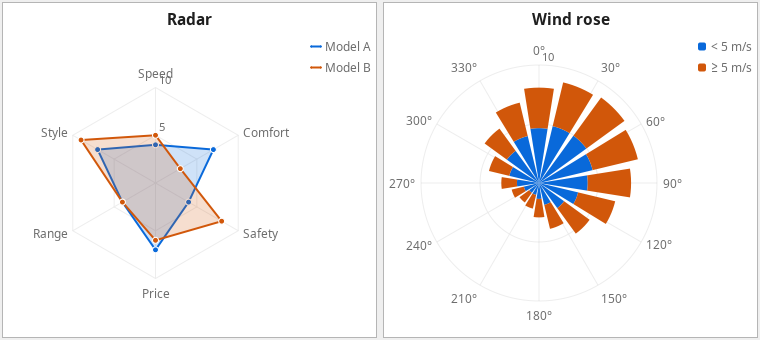 Radar
Model A
Model B
Speed
10
5
Comfort
Safety
Price
Range
Style
Wind rose
< 5 m/s
≥ 5 m/s
0°
10
30°
60°
90°
120°
150°
180°
210°
240°
270°
300°
330°